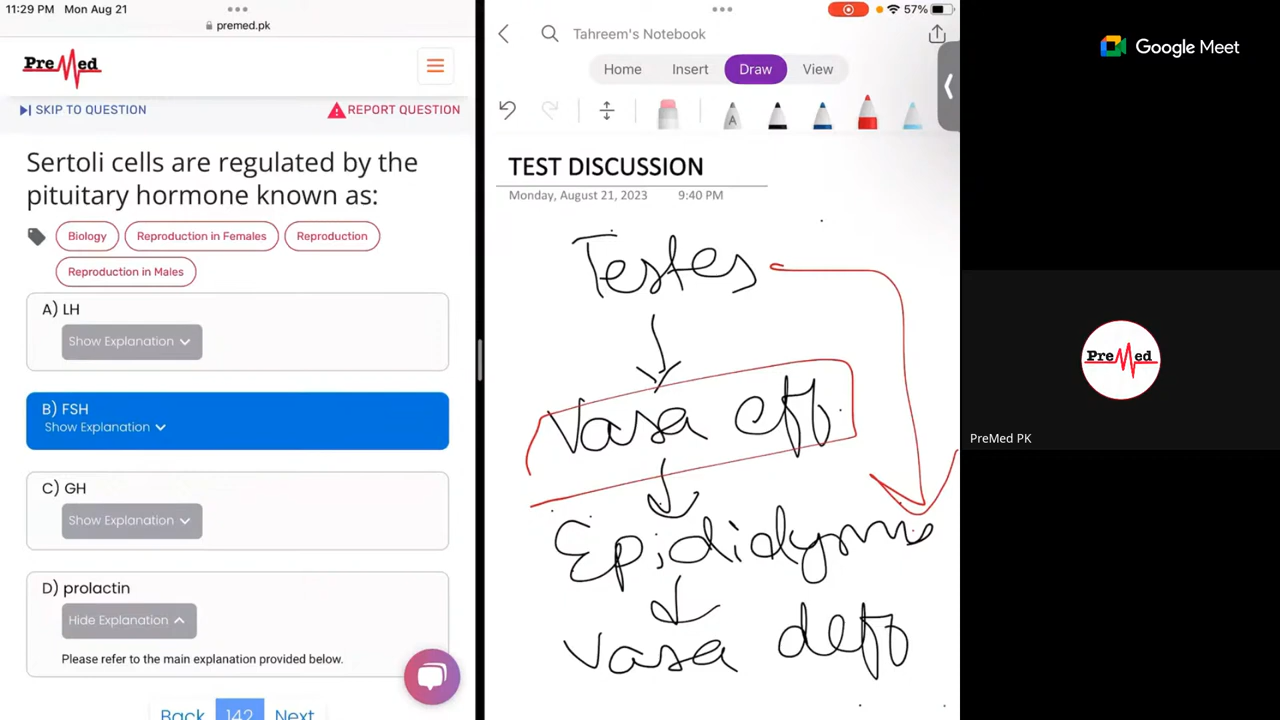 11:29 PM Mon Aug 21
premed.pk
PreMed
SKIP TO QUESTION
REPORT QUESTION
Sertoli cells are regulated by the
pituitary hormone known as:
Biology
Reproduction in Females
Reproduction
Reproduction in Males
A) LH
Show Explanation
B) FSH
Show Explanation
C) GH
Show Explanation
D) prolactin
Hide Explanation
Please refer to the main explanation provided below.
Back 142 Next
57%
Tahreem's Notebook
Home Insert Draw View
A
TEST DISCUSSION
Monday, August 21, 2023 9:40 PM
Testes
Vasa eff.
Epididymus
Vasa deff
Google Meet
PreMed
PreMed PK